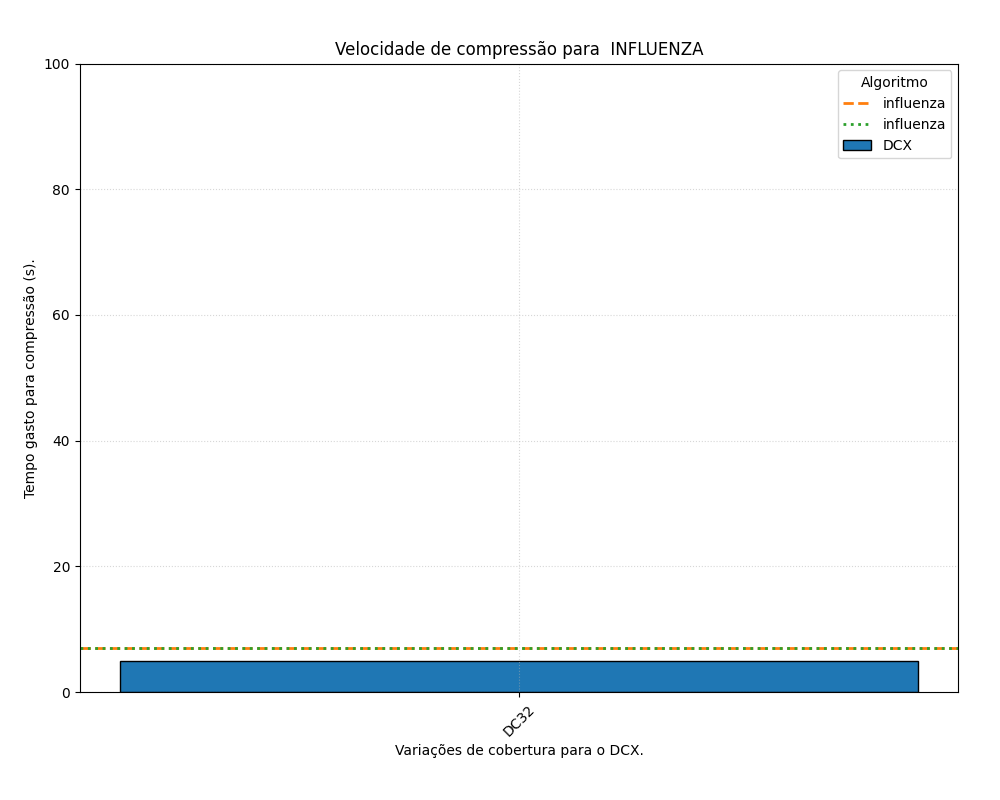 Velocidade de compressão para  INFLUENZA
Algoritmo
influenza
influenza
DCX
Tempo gasto para compressão (s).
100
80
60
40
20
0
DC32
Variações de cobertura para o DCX.